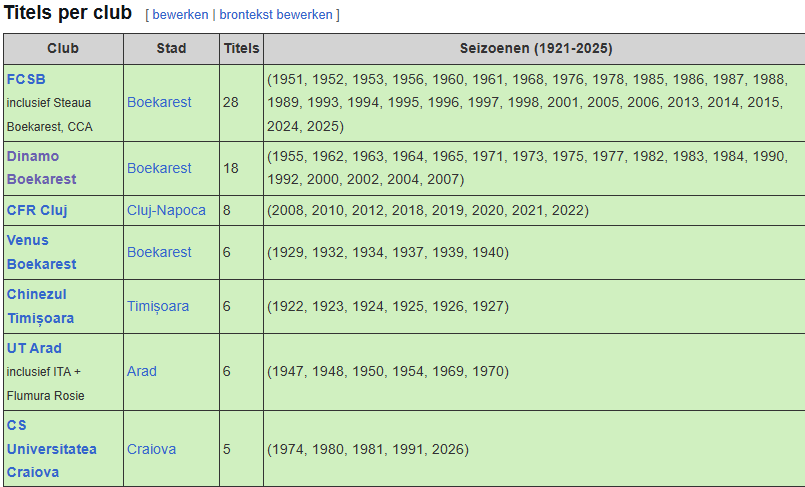 Titels per club [ bewerken | brontekst bewerken ]
Club Stad Titels Seizoenen (1921-2025)
FCSB
inclusief Steaua
Boekarest, CCA
Boekarest
28
(1951, 1952, 1953, 1956, 1960, 1961, 1968, 1976, 1978, 1985, 1986, 1987, 1988,
1989, 1993, 1994, 1995, 1996, 1997, 1998, 2001, 2005, 2006, 2013, 2014, 2015,
2024, 2025)
Dinamo
Boekarest
Boekarest
18
(1955, 1962, 1963, 1964, 1965, 1971, 1973, 1975, 1977, 1982, 1983, 1984, 1990,
1992, 2000, 2002, 2004, 2007)
CFR Cluj Cluj-Napoca 8 (2008, 2010, 2012, 2018, 2019, 2020, 2021, 2022)
Venus
Boekarest
Boekarest
6
(1929, 1932, 1934, 1937, 1939, 1940)
Chinezul
Timișoara
Timișoara
6
(1922, 1923, 1924, 1925, 1926, 1927)
UT Arad
inclusief ITA +
Flumura Rosie
Arad
6
(1947, 1948, 1950, 1954, 1969, 1970)
CS
Universitatea
Craiova
Craiova
5
(1974, 1980, 1981, 1991, 2026)